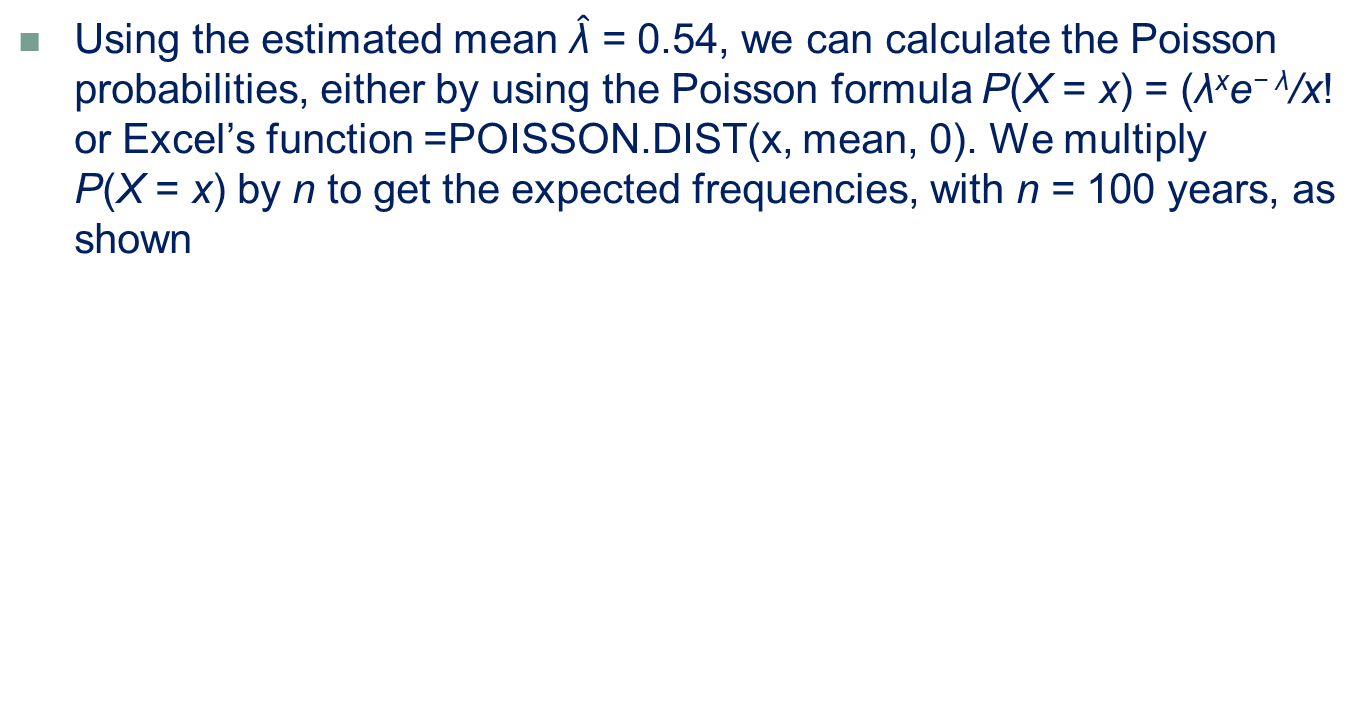 ■ Using the estimated mean λ̂ = 0.54, we can calculate the Poisson
probabilities, either by using the Poisson formula P(X = x) = (λˣe⁻ ᵏ/x!
or Excel’s function =POISSON.DIST(x, mean, 0). We multiply
P(X = x) by n to get the expected frequencies, with n = 100 years, as
shown